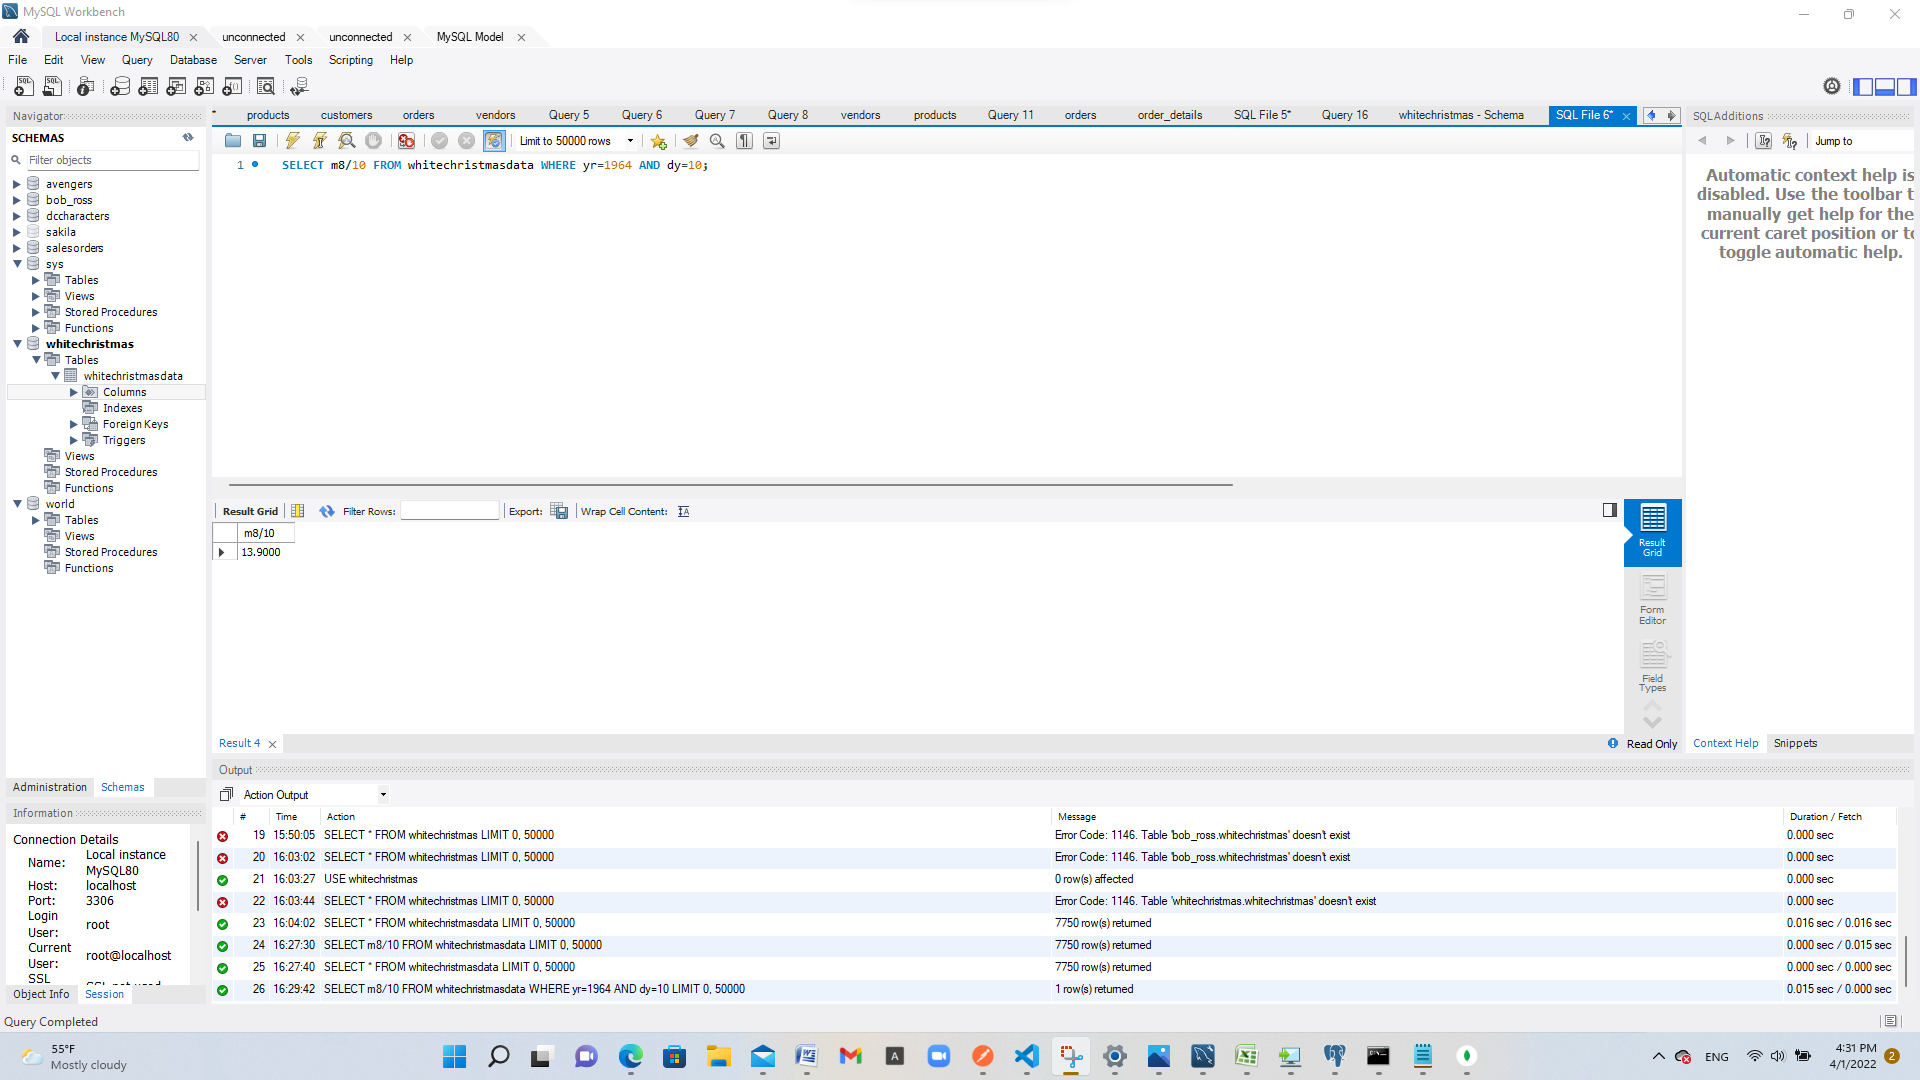 MySQL Workbench
Local instance MySQL80
unconnected
unconnected
MySQL Model
File Edit View Query Database Server Tools Scripting Help
Navigator
SCHEMAS
Filter objects
avengers
bob_ross
dccharacters
sakila
salesorders
sys
Tables
Views
Stored Procedures
Functions
whitechristmas
Tables
whitechristmasdata
Columns
Indexes
Foreign Keys
Triggers
Views
Stored Procedures
Functions
world
Tables
Views
Stored Procedures
Functions
Administration Schemas
Information
Connection Details
Name: Local instance MySQL80
Host: localhost
Port: 3306
Login User: root
Current User: root@localhost
SSL
Object Info Session
Query Completed
* products customers orders vendors Query 5 Query 6 Query 7 Query 8 vendors products Query 11 orders order_details SQL File 5* Query 16 whitechristmas - Schema SQL File 6*
Limit to 50000 rows
1 SELECT m8/10 FROM whitechristmasdata WHERE yr=1964 AND dy=10;
Result Grid Filter Rows: Export: Wrap Cell Content:
m8/10
13.9000
Result Grid
Form Editor
Field Types
Result 4
Read Only
SQLAdditions
Jump to
Automatic context help is
disabled. Use the toolbar t
manually get help for the
current caret position or to
toggle automatic help.
Context Help Snippets
Output
Action Output
# Time Action Message Duration / Fetch
19 15:50:05 SELECT * FROM whitechristmas LIMIT 0, 50000 Error Code: 1146. Table 'bob_ross.whitechristmas' doesn't exist 0.000 sec
20 16:03:02 SELECT * FROM whitechristmas LIMIT 0, 50000 Error Code: 1146. Table 'bob_ross.whitechristmas' doesn't exist 0.000 sec
21 16:03:27 USE whitechristmas 0 row(s) affected 0.000 sec
22 16:03:44 SELECT * FROM whitechristmas LIMIT 0, 50000 Error Code: 1146. Table 'whitechristmas.whitechristmas' doesn't exist 0.000 sec
23 16:04:02 SELECT * FROM whitechristmasdata LIMIT 0, 50000 7750 row(s) returned 0.016 sec / 0.016 sec
24 16:27:30 SELECT m8/10 FROM whitechristmasdata LIMIT 0, 50000 7750 row(s) returned 0.000 sec / 0.015 sec
25 16:27:40 SELECT * FROM whitechristmasdata LIMIT 0, 50000 7750 row(s) returned 0.000 sec / 0.000 sec
26 16:29:42 SELECT m8/10 FROM whitechristmasdata WHERE yr=1964 AND dy=10 LIMIT 0, 50000 1 row(s) returned 0.015 sec / 0.000 sec
55°F
Mostly cloudy
ENG
4:31 PM
4/1/2022
2